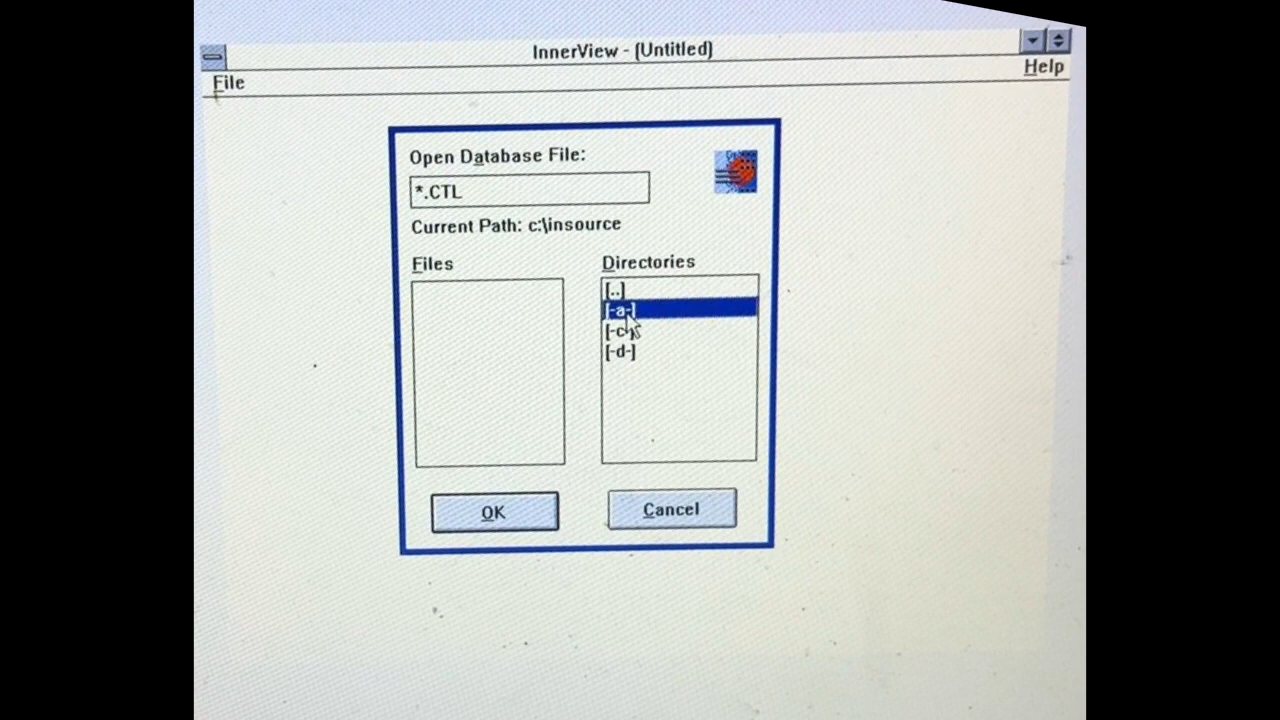 InnerView - (Untitled)
File Help
Open Database File:
*.CTL
Current Path: c:\insource
Files Directories
[..]
[-a-]
[-c-]
[-d-]
OK Cancel